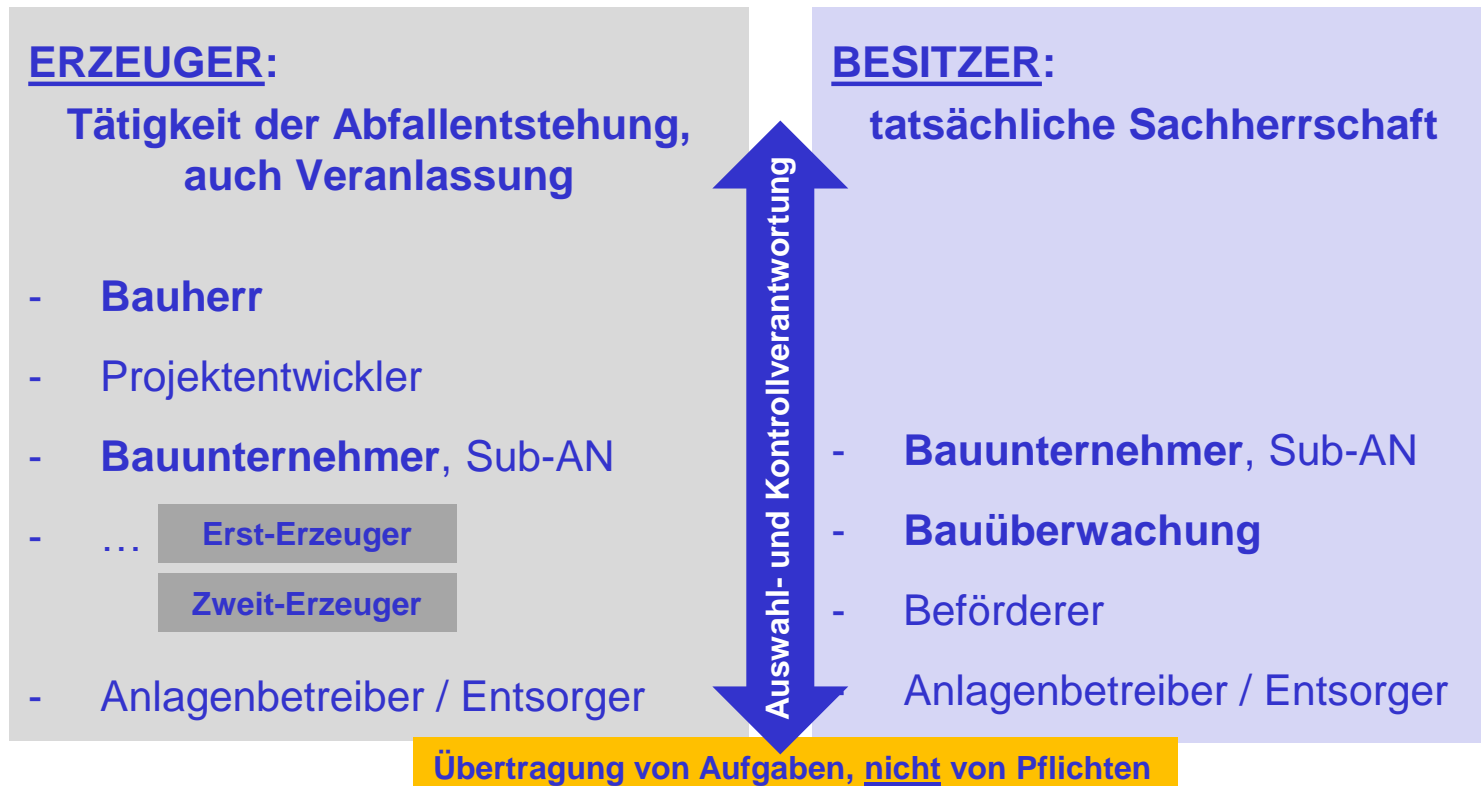 ERZEUGER:
Tätigkeit der Abfallentstehung,
auch Veranlassung
- Bauherr
- Projektentwickler
- Bauunternehmer, Sub-AN
- …
Erst-Erzeuger
Zweit-Erzeuger
- Anlagenbetreiber / Entsorger
Auswahl- und Kontrollverantwortung
BESITZER:
tatsächliche Sachherrschaft
- Bauunternehmer, Sub-AN
- Bauüberwachung
- Beförderer
- Anlagenbetreiber / Entsorger
Übertragung von Aufgaben, nicht von Pflichten